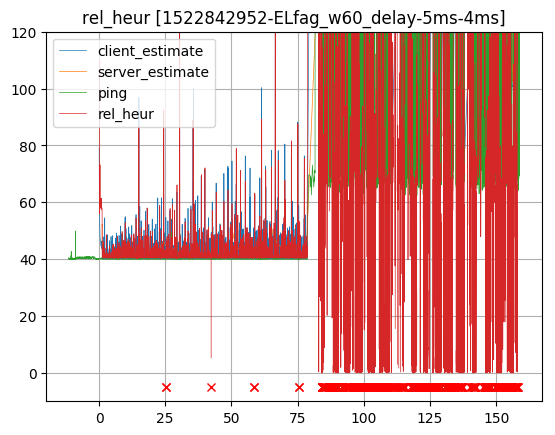 rel_heur [1522842952-ELfag_w60_delay-5ms-4ms]
client_estimate
server_estimate
ping
rel_heur
120
100
80
60
40
20
0
0
25
50
75
100
125
150